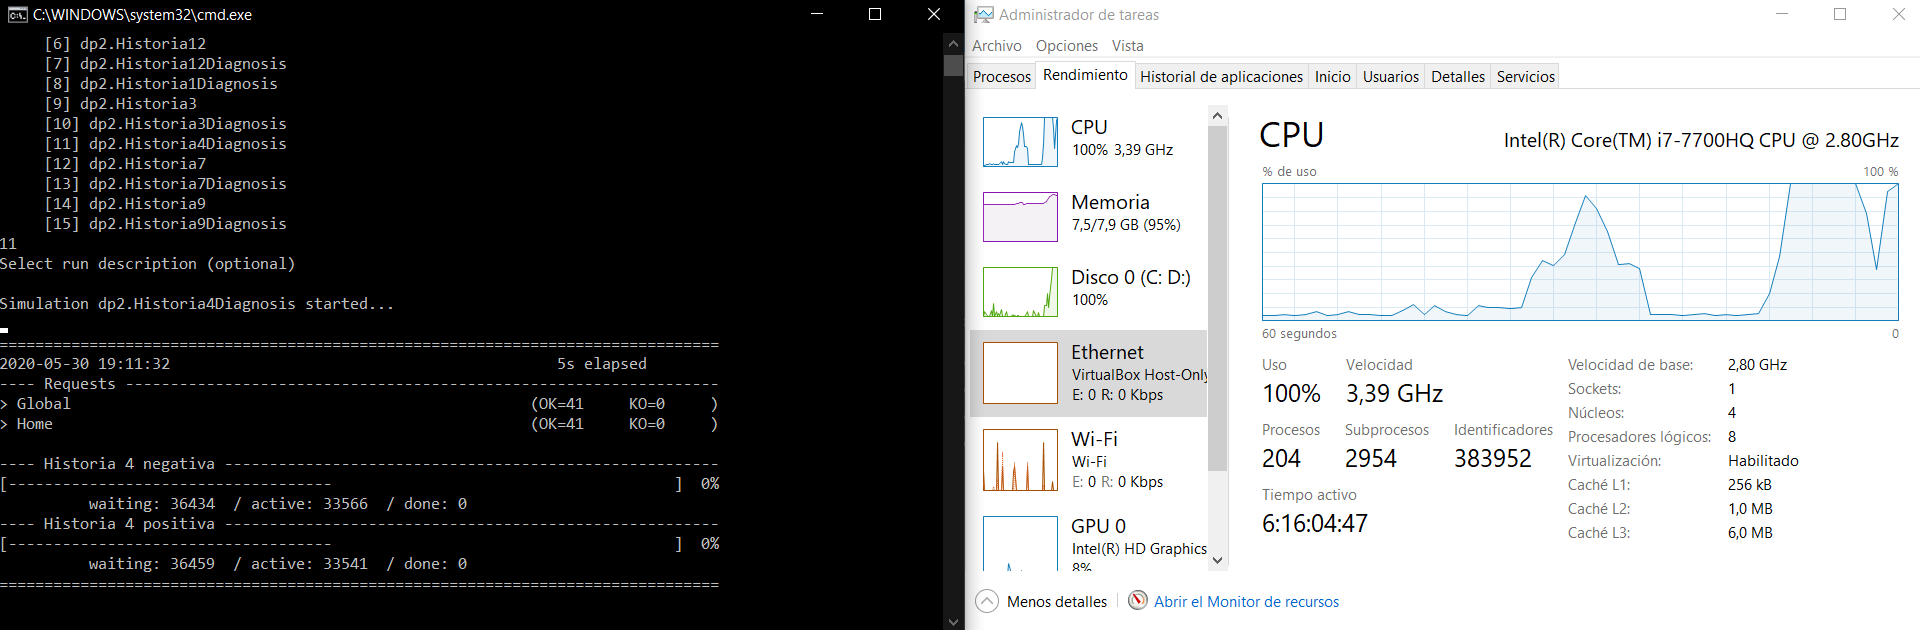 C:\WINDOWS\system32\cmd.exe
[6] dp2.Historia12
[7] dp2.Historia12Diagnosis
[8] dp2.Historia1Diagnosis
[9] dp2.Historia3
[10] dp2.Historia3Diagnosis
[11] dp2.Historia4Diagnosis
[12] dp2.Historia7
[13] dp2.Historia7Diagnosis
[14] dp2.Historia9
[15] dp2.Historia9Diagnosis
11
Select run description (optional)
Simulation dp2.Historia4Diagnosis started...
================================================================================
2020-05-30 19:11:32                                           5s elapsed
---- Requests ------------------------------------------------------------------
> Global                                                   (OK=41     KO=0     )
> Home                                                     (OK=41     KO=0     )
---- Historia 4 negativa -------------------------------------------------------
[------------------------------------                                      ]  0%
waiting: 36434  / active: 33566  / done: 0
---- Historia 4 positiva -------------------------------------------------------
[------------------------------------                                      ]  0%
waiting: 36459  / active: 33541  / done: 0
================================================================================
Administrador de tareas
Archivo Opciones Vista
Procesos Rendimiento Historial de aplicaciones Inicio Usuarios Detalles Servicios
CPU
100% 3,39 GHz
Memoria
7,5/7,9 GB (95%)
Disco 0 (C: D:)
100%
Ethernet
VirtualBox Host-Only
E: 0 R: 0 Kbps
Wi-Fi
Wi-Fi
E: 0 R: 0 Kbps
GPU 0
Intel(R) HD Graphics
8%
CPU
Intel(R) Core(TM) i7-7700HQ CPU @ 2.80GHz
% de uso 100 %
60 segundos 0
Uso Velocidad
100% 3,39 GHz
Procesos Subprocesos Identificadores
204 2954 383952
Tiempo activo
6:16:04:47
Velocidad de base: 2,80 GHz
Sockets: 1
Núcleos: 4
Procesadores lógicos: 8
Virtualización: Habilitado
Caché L1: 256 kB
Caché L2: 1,0 MB
Caché L3: 6,0 MB
Menos detalles Abrir el Monitor de recursos